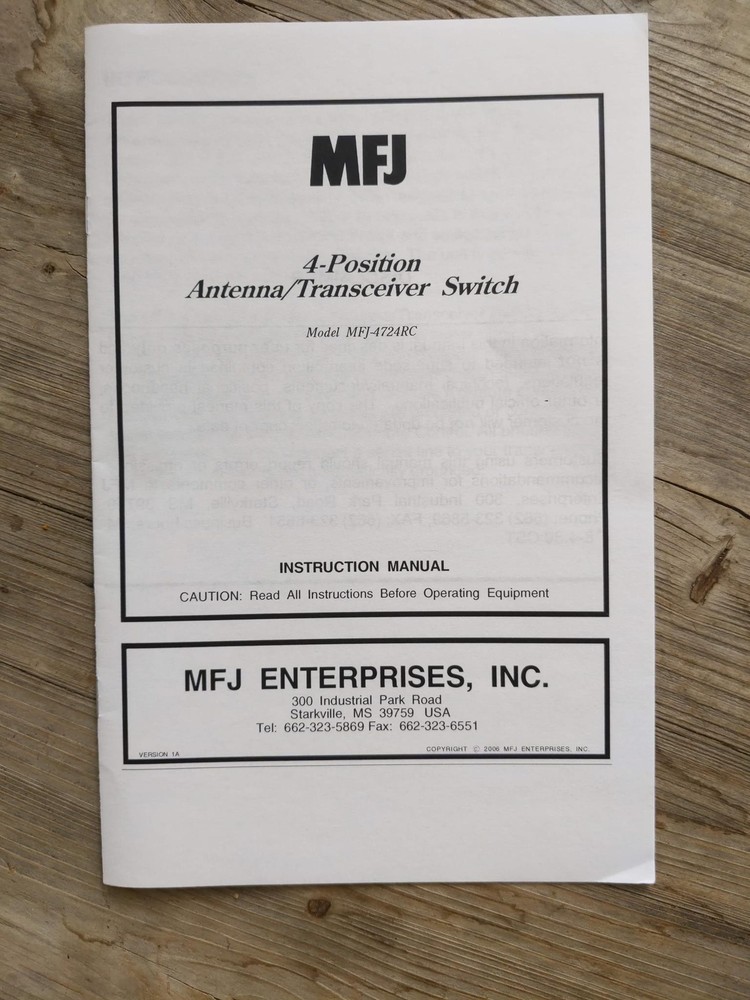 MFJ
4-Position
Antenna/Transceiver Switch
Model MFJ-4724RC
INSTRUCTION MANUAL
CAUTION: Read All Instructions Before Operating Equipment
MFJ ENTERPRISES, INC.
300 Industrial Park Road
Starkville, MS 39759 USA
Tel: 662-323-5869 Fax: 662-323-6551
VERSION 1A
COPYRIGHT © 2006 MFJ ENTERPRISES, INC.